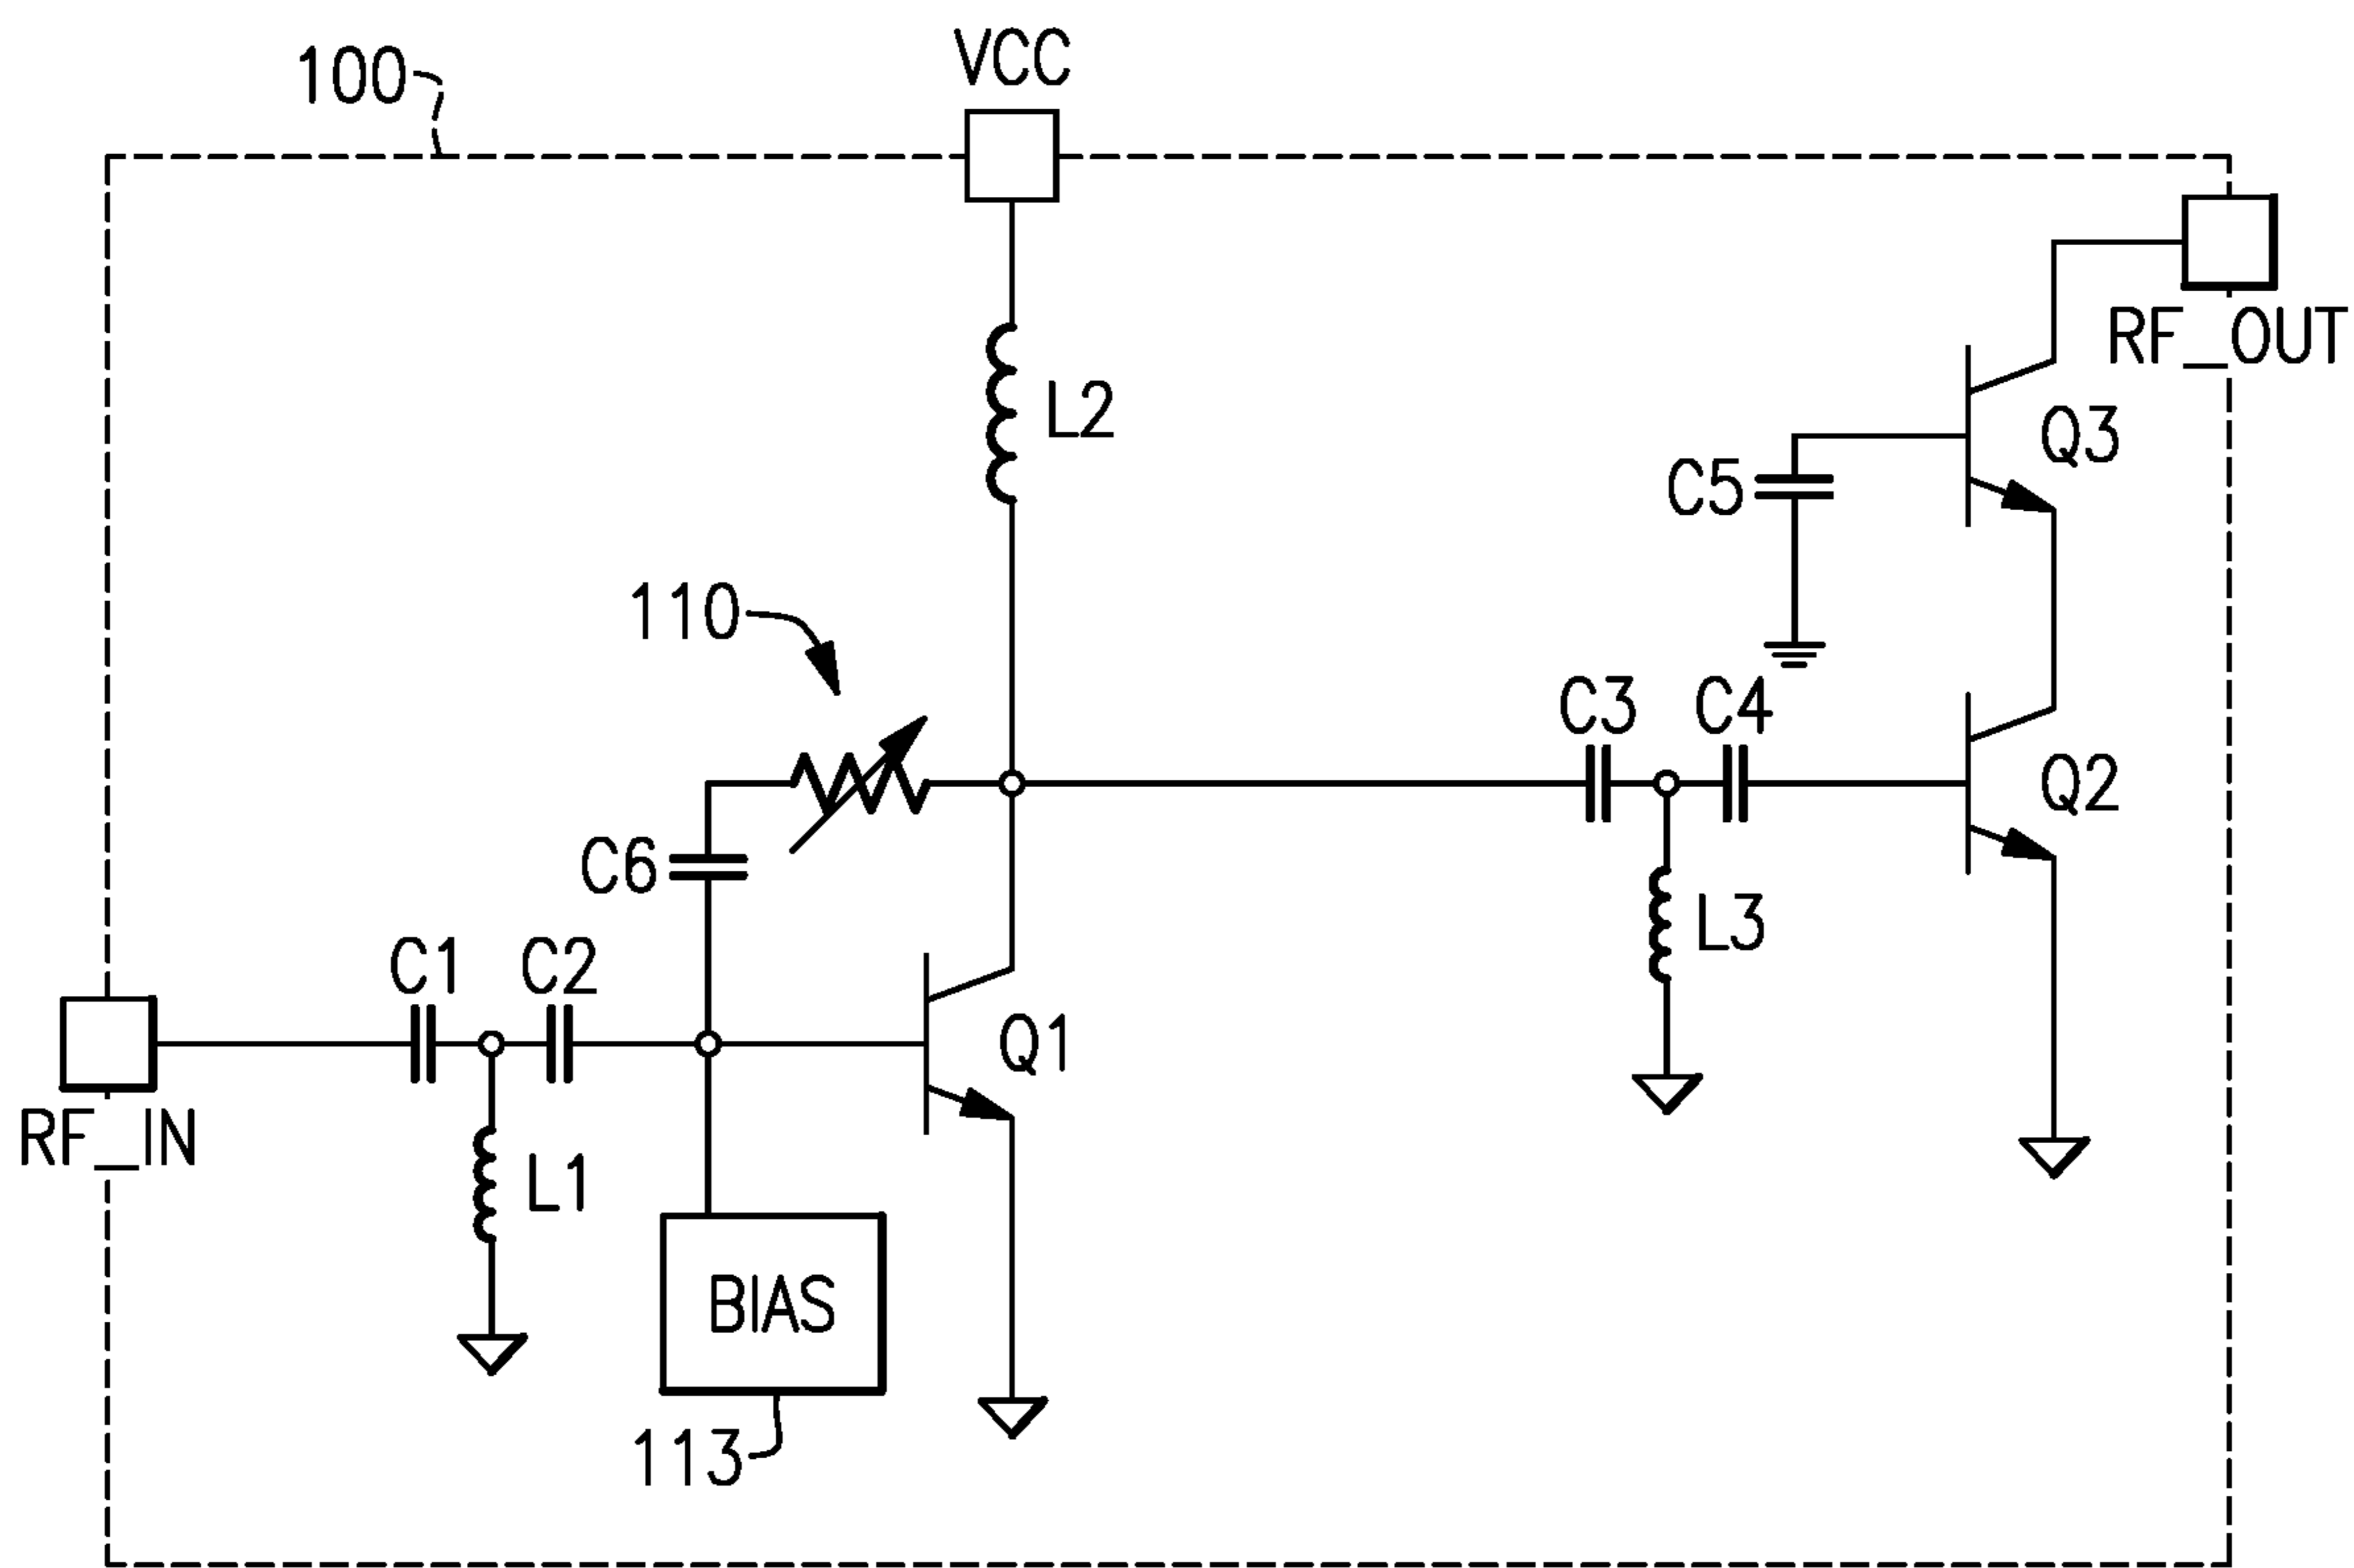 100
VCC
RF_OUT
L2
Q3
C5
110
C3
C4
Q2
C6
L3
C1
C2
Q1
RF_IN
L1
BIAS
113